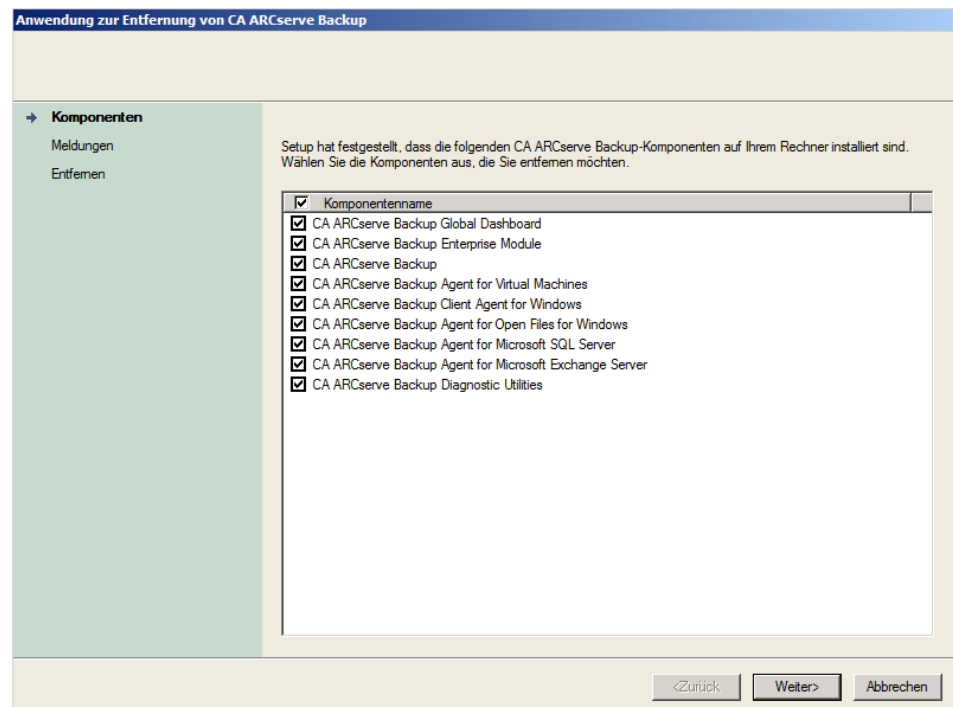 Anwendung zur Entfernung von CA ARCserve Backup
Komponenten
Meldungen
Entfernen
Setup hat festgestellt, dass die folgenden CA ARCserve Backup-Komponenten auf Ihrem Rechner installiert sind.
Wählen Sie die Komponenten aus, die Sie entfernen möchten.
Komponentenname
CA ARCserve Backup Global Dashboard
CA ARCserve Backup Enterprise Module
CA ARCserve Backup
CA ARCserve Backup Agent for Virtual Machines
CA ARCserve Backup Client Agent for Windows
CA ARCserve Backup Agent for Open Files for Windows
CA ARCserve Backup Agent for Microsoft SQL Server
CA ARCserve Backup Agent for Microsoft Exchange Server
CA ARCserve Backup Diagnostic Utilities
<Zurück
Weiter>
Abbrechen